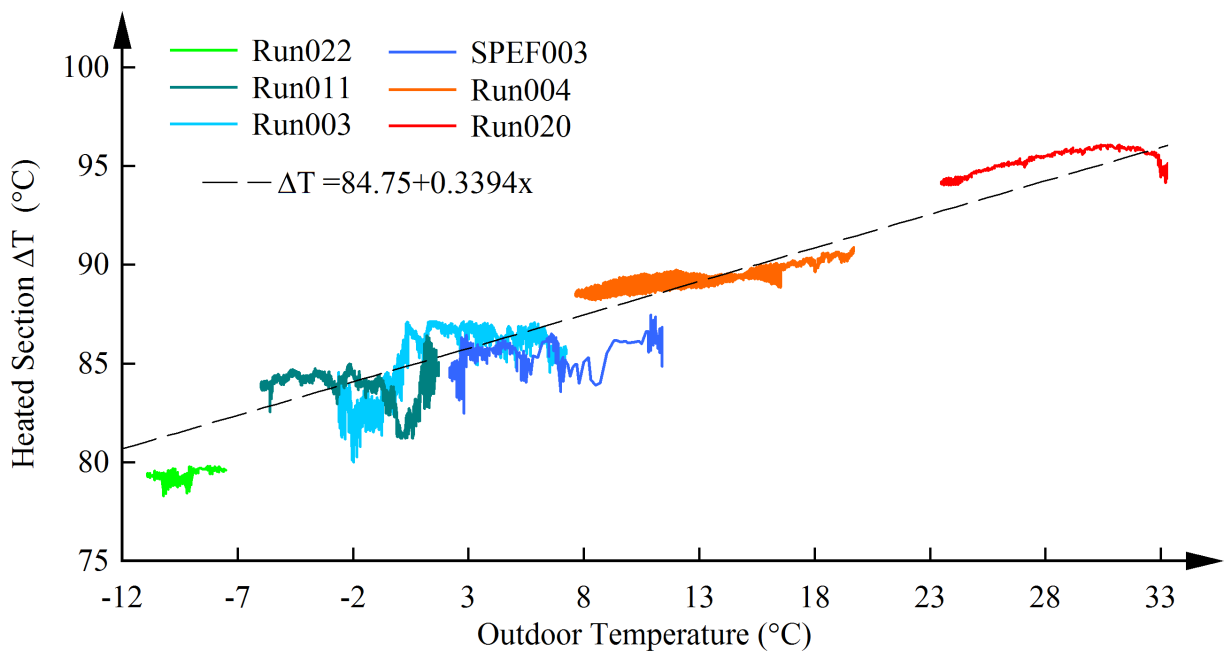 Run022
SPEF003
Run011
Run004
Run003
Run020
ΔT =84.75+0.3394x
Heated Section ΔT (°C)
100
95
90
85
80
75
-12 -7 -2 3 8 13 18 23 28 33
Outdoor Temperature (°C)